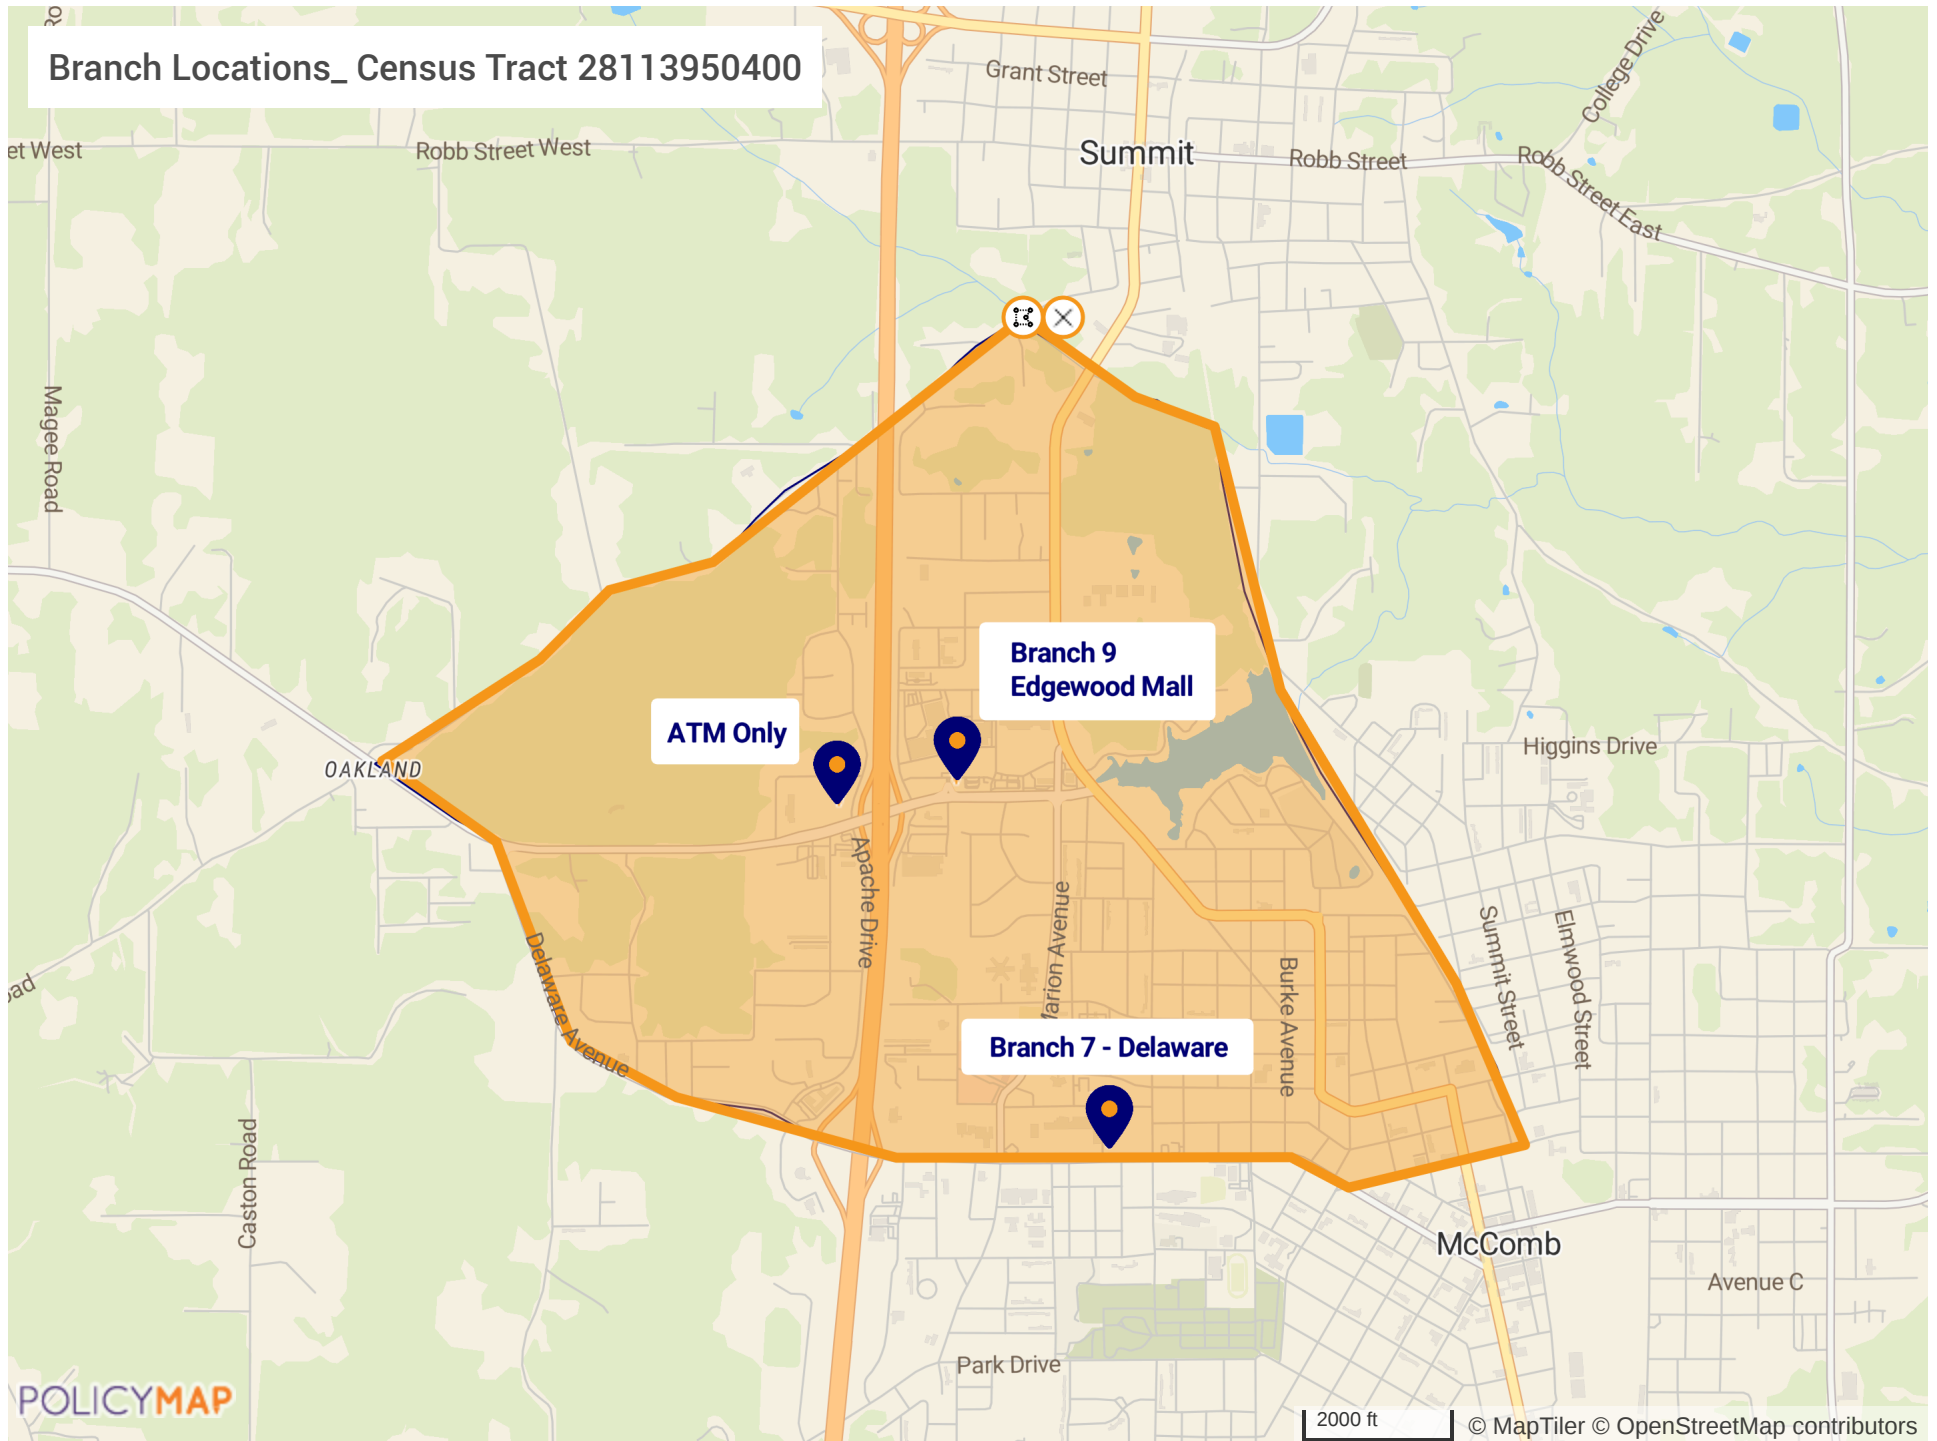 Branch Locations_ Census Tract 28113950400
Grant Street
College Drive
et West
Robb Street West
Summit
Robb Street
Robb Street East
Magee Road
Branch 9
Edgewood Mall
ATM Only
OAKLAND
Higgins Drive
Apache Drive
Marion Avenue
Summit Street
Elmwood Street
Delaware Avenue
Burke Avenue
Branch 7 - Delaware
Caston Road
McComb
Avenue C
Park Drive
POLICYMAP
2000 ft
© MapTiler © OpenStreetMap contributors